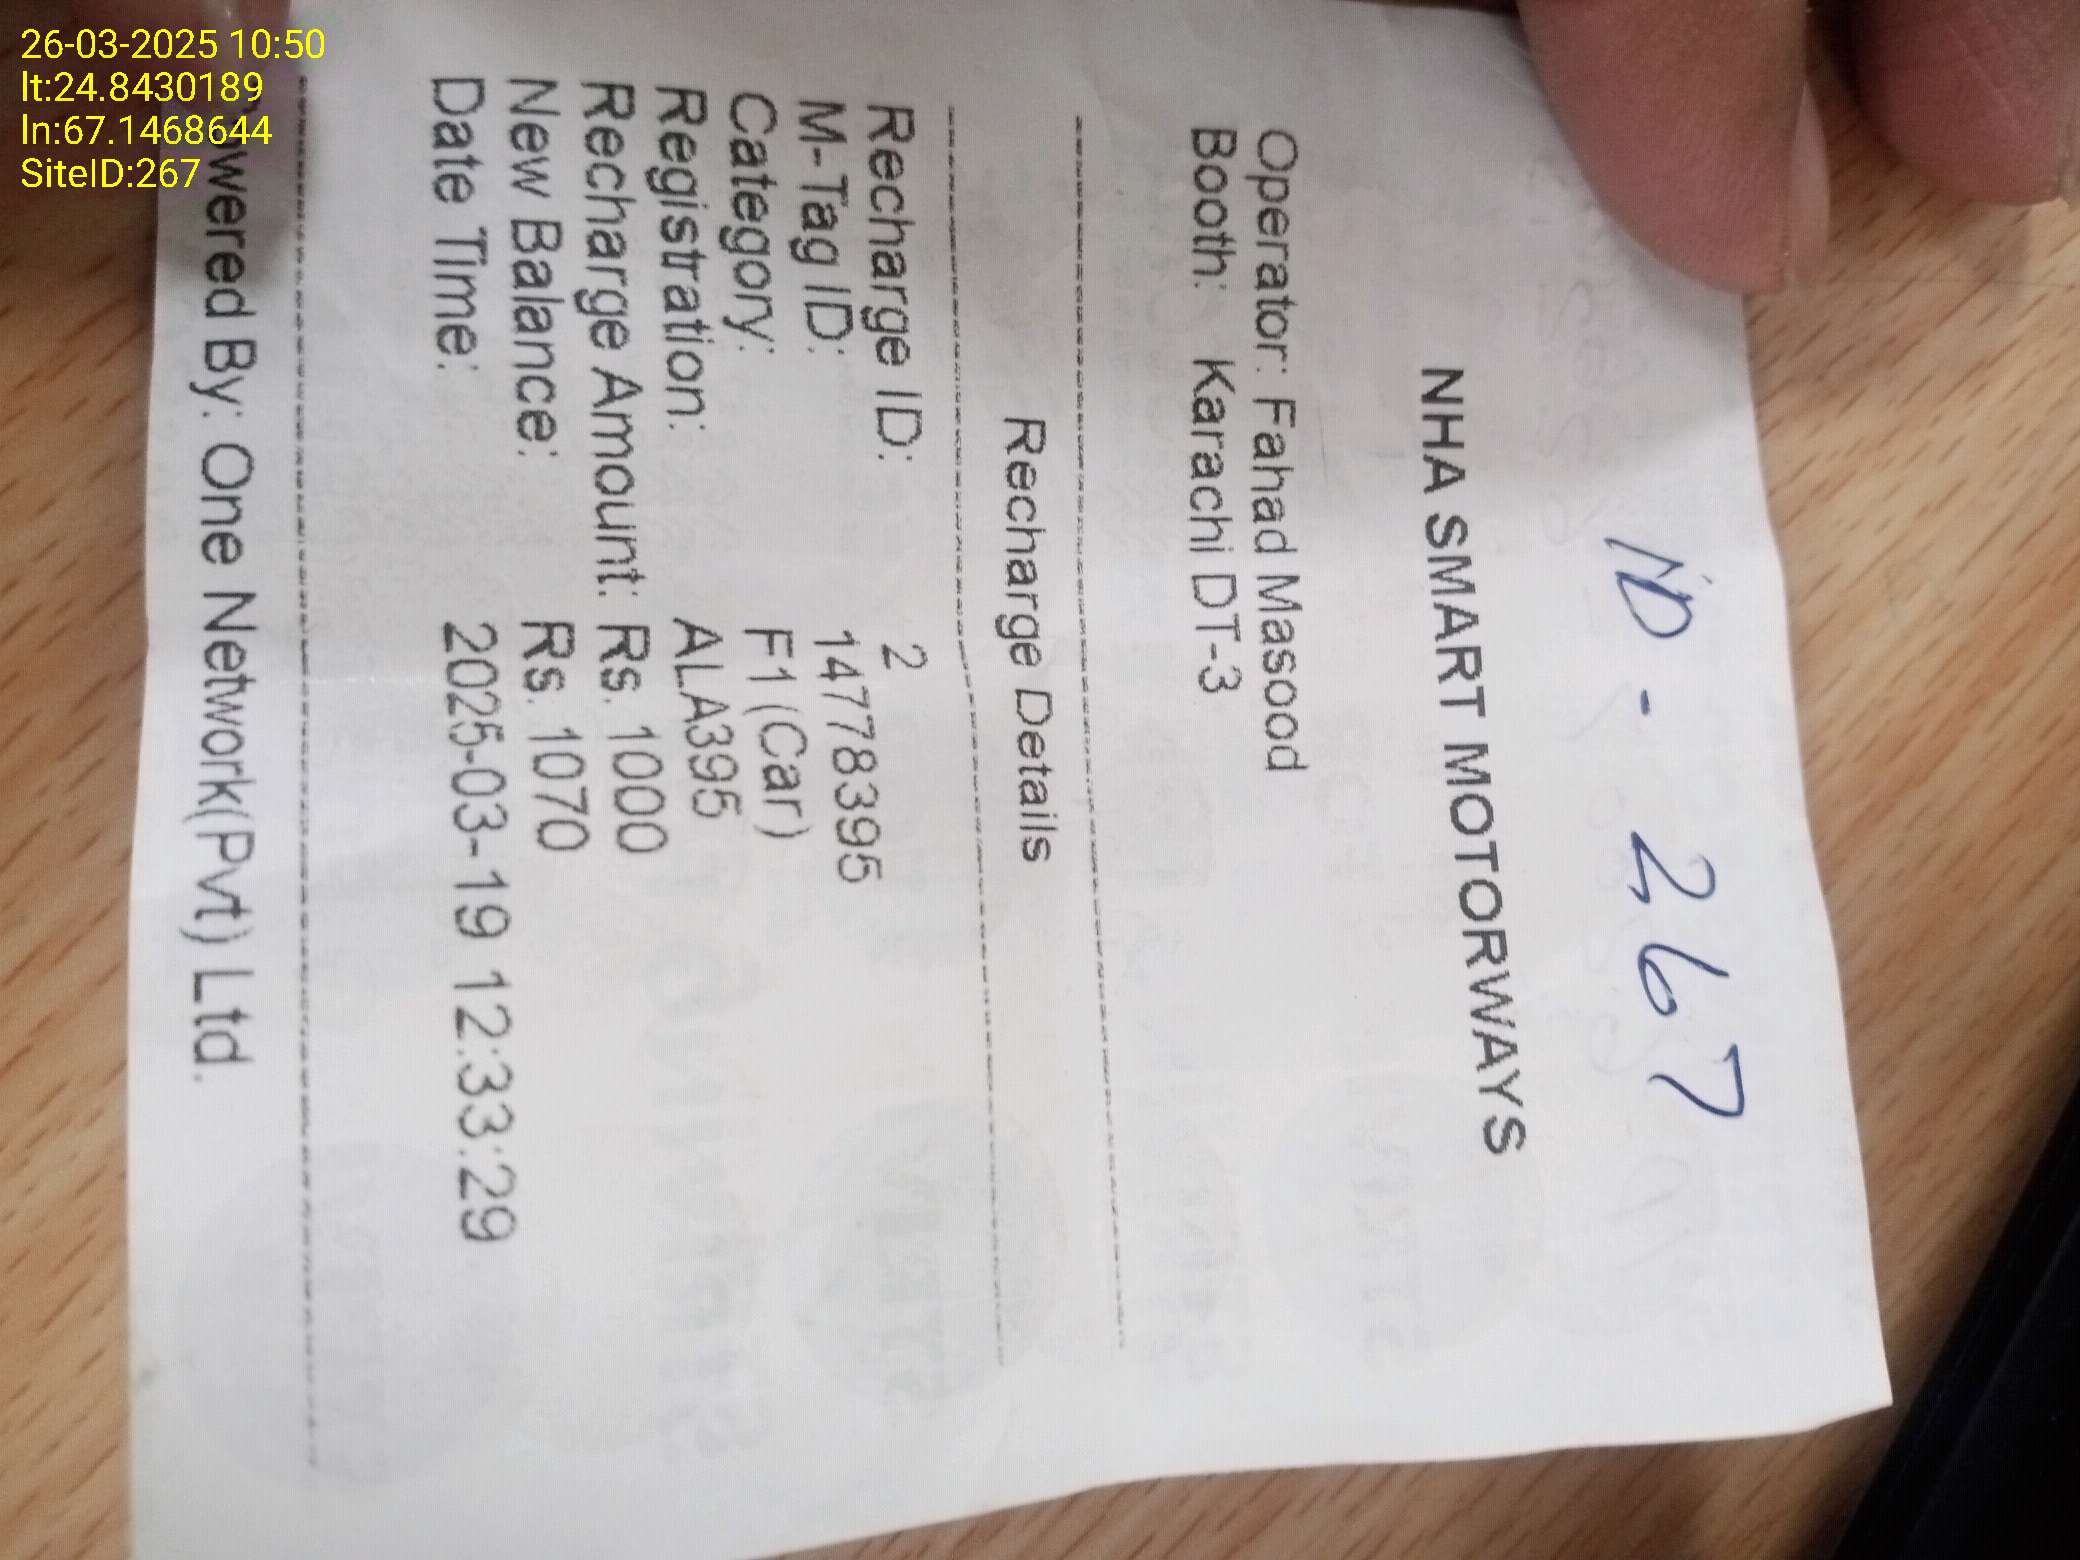 26-03-2025 10:50
lt:24.8430189
ln:67.1468644
SiteID:267
ID - 267
NHA SMART MOTORWAYS
Operator: Fahad Masood
Booth: Karachi DT-3
Recharge Details
Recharge ID: 2
M-Tag ID: 14778395
Category: F1(Car)
Registration: ALA395
Recharge Amount: Rs. 1000
New Balance: Rs. 1070
Date Time: 2025-03-19 12:33:29
By: One Network(Pvt) Ltd.